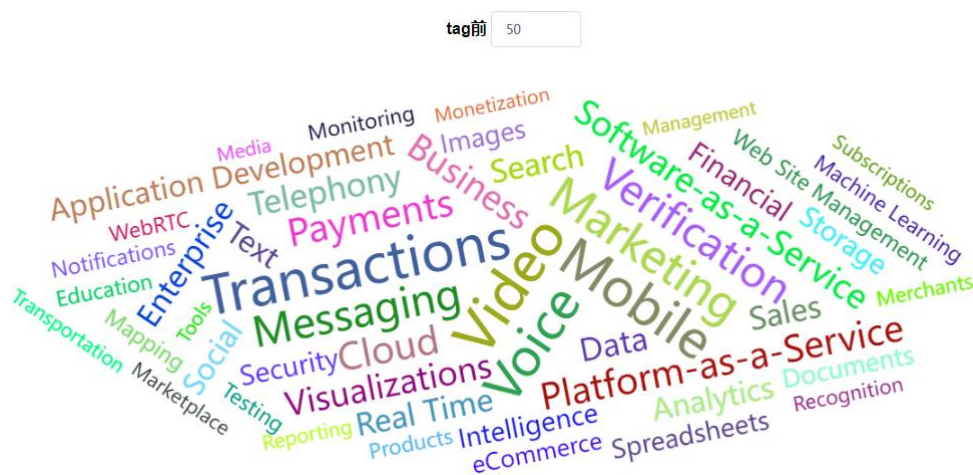 tag前 50
Monetization
Monitoring
Images
Management
Media
Application Development
Business
Search
Software-as-a-Service
Subscriptions
Web Site Management
Machine Learning
Financial
Telephony
Payments
Verification
Marketing
Storage
WebRTC
Enterprise
Text
Notifications
Transactions
Video
Mobile
Education
Merchants
Tools
Messaging
Voice
Sales
Transportation
Mapping
Social
Cloud
Data
Platform-as-a-Service
Security
Visualizations
Documents
Marketplace
Testing
Real Time
Analytics
Recognition
Reporting
Products
Intelligence
Spreadsheets
eCommerce